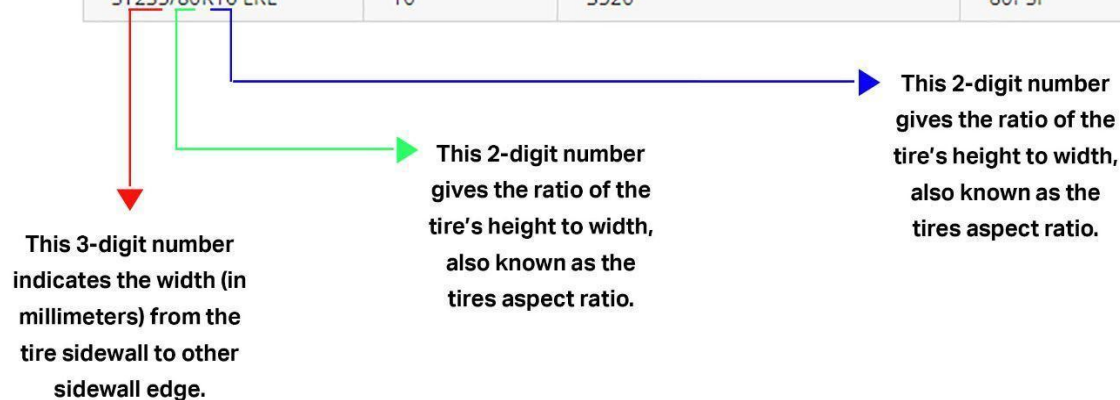 This 2-digit number
gives the ratio of the
tire's height to width,
also known as the
tires aspect ratio.
This 2-digit number
gives the ratio of the
tire's height to width,
also known as the
tires aspect ratio.
This 3-digit number
indicates the width (in
millimeters) from the
tire sidewall to other
sidewall edge.